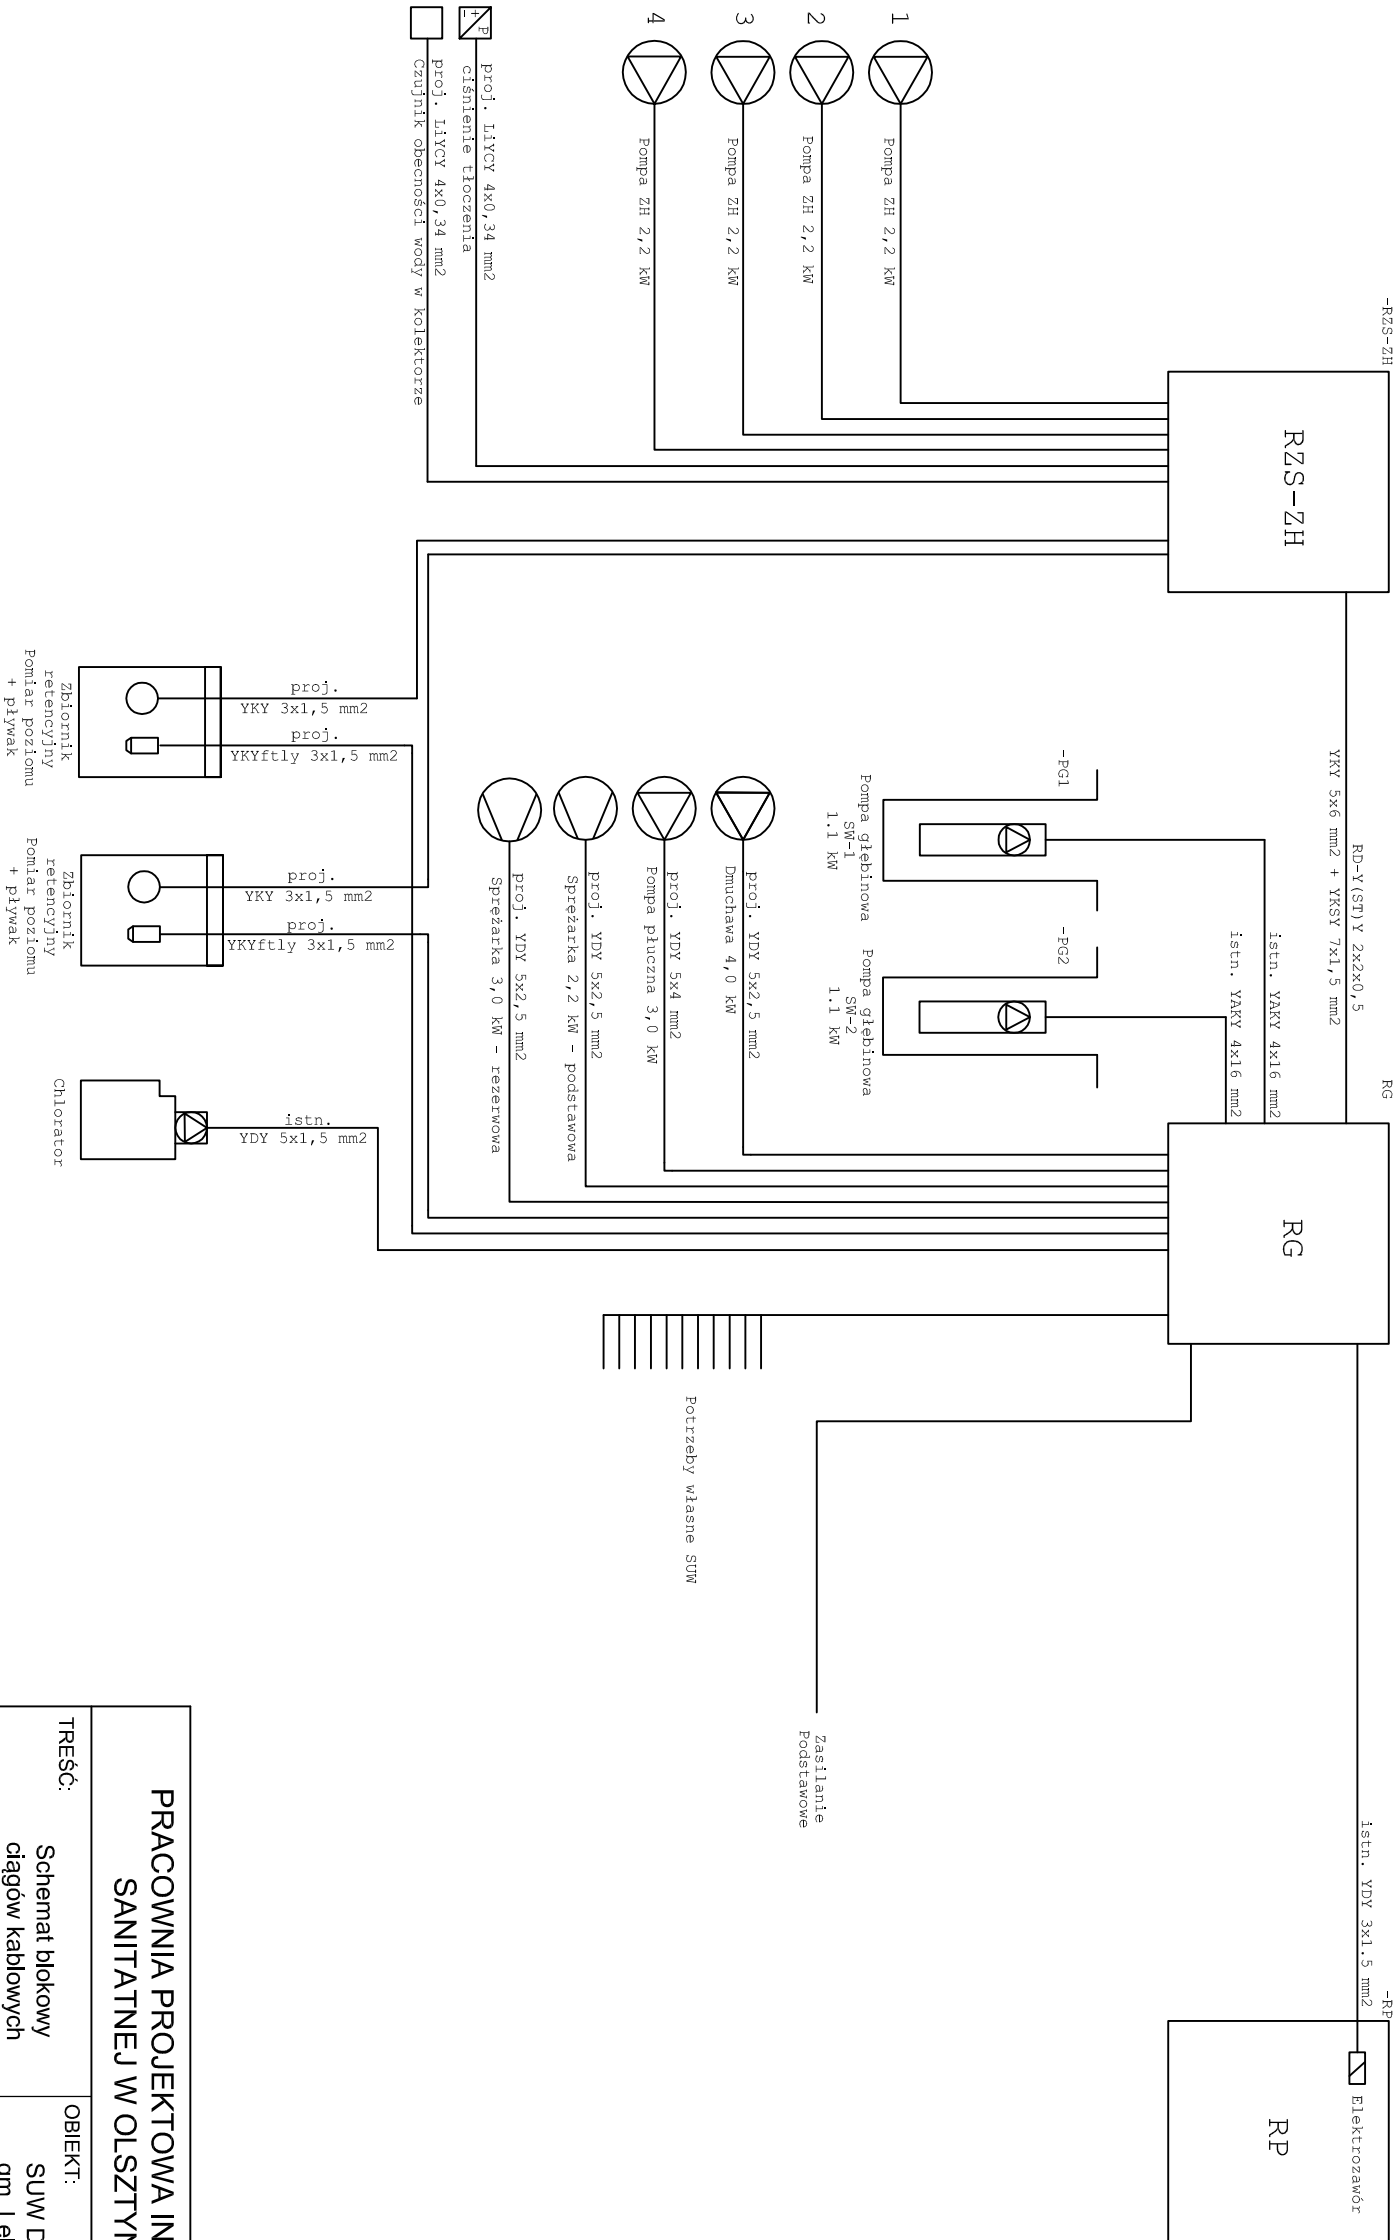 -RZS-ZH
RZS-ZH
1
Pompa ZH 2,2 kW
2
Pompa ZH 2,2 kW
3
Pompa ZH 2,2 kW
4
Pompa ZH 2,2 kW
P
+
-
proj. LiYCY 4x0,34 mm2
ciśnienie tłoczenia
proj. LiYCY 4x0,34 mm2
Czujnik obecności wody w kolektorze
RD-Y(ST)Y 2x2x0,5
YKY 5x6 mm2 + YKSY 7x1,5 mm2
RG
RG
istn. YAKY 4x16 mm2
istn. YAKY 4x16 mm2
-PG1
Pompa głębinowa
SW-1
1.1 kW
-PG2
Pompa głębinowa
SW-2
1.1 kW
proj. YDY 5x2,5 mm2
Dmuchawa 4,0 kW
proj. YDY 5x4 mm2
Pompa płuczna 3,0 kW
proj. YDY 5x2,5 mm2
Sprężarka 2,2 kW - podstawowa
proj. YDY 5x2,5 mm2
Sprężarka 3,0 kW - rezerwowa
proj.
YKY 3x1,5 mm2
proj.
YKYftly 3x1,5 mm2
Zbiornik
retencyjny
Pomiar poziomu
+ pływak
proj.
YKY 3x1,5 mm2
proj.
YKYftly 3x1,5 mm2
Zbiornik
retencyjny
Pomiar poziomu
+ pływak
istn.
YDY 5x1,5 mm2
Chlorator
Potrzeby własne SUW
Zasilanie
Podstawowe
istn. YDY 3x1.5 mm2
-RP
Elektrozawór
RP
PRACOWNIA PROJEKTOWA IN
SANITATNEJ W OLSZTYN
TREŚĆ:
Schemat blokowy
ciągów kablowych
OBIEKT:
SUW D